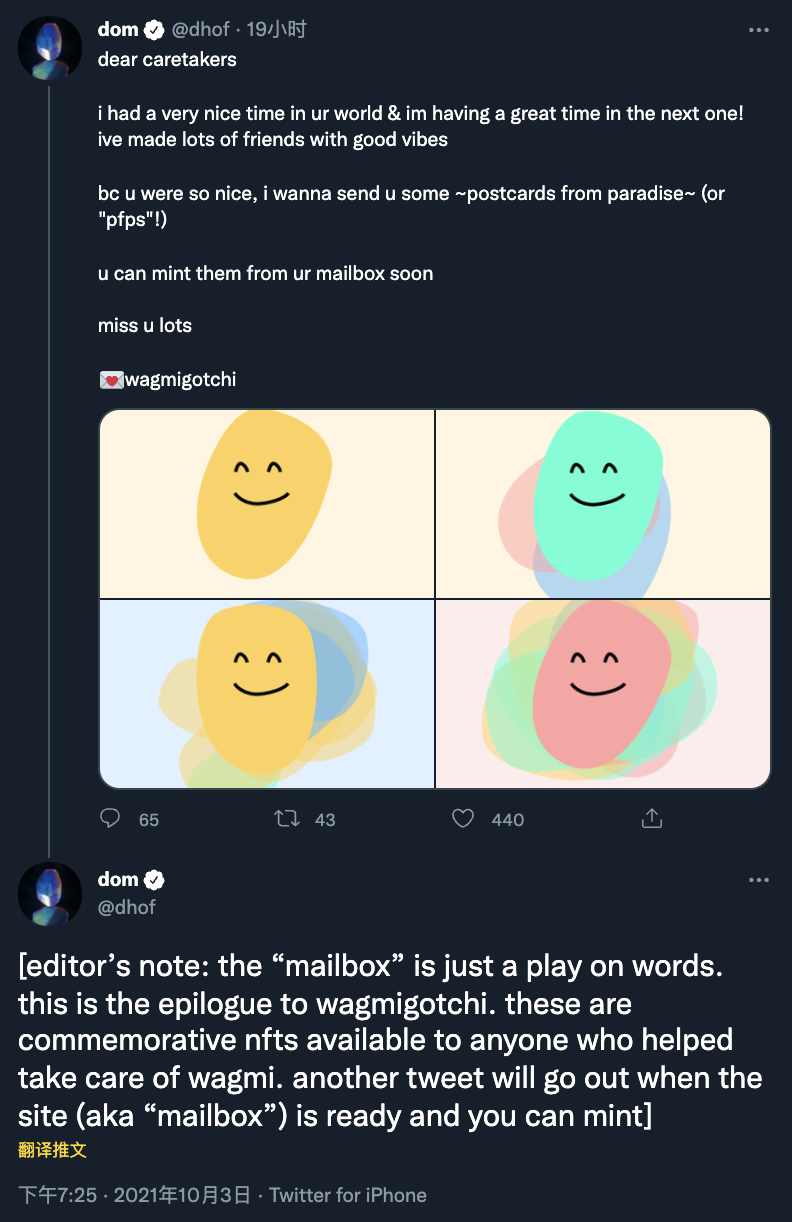 dom @dhof · 19小时
dear caretakers
i had a very nice time in ur world & im having a great time in the next one!
ive made lots of friends with good vibes
bc u were so nice, i wanna send u some ~postcards from paradise~ (or
"pfps"!)
u can mint them from ur mailbox soon
miss u lots
💌wagmigotchi
65 43 440
dom
@dhof
[editor’s note: the “mailbox” is just a play on words.
this is the epilogue to wagmigotchi. these are
commemorative nfts available to anyone who helped
take care of wagmi. another tweet will go out when the
site (aka “mailbox”) is ready and you can mint]
翻译推文
下午7:25 · 2021年10月3日 · Twitter for iPhone